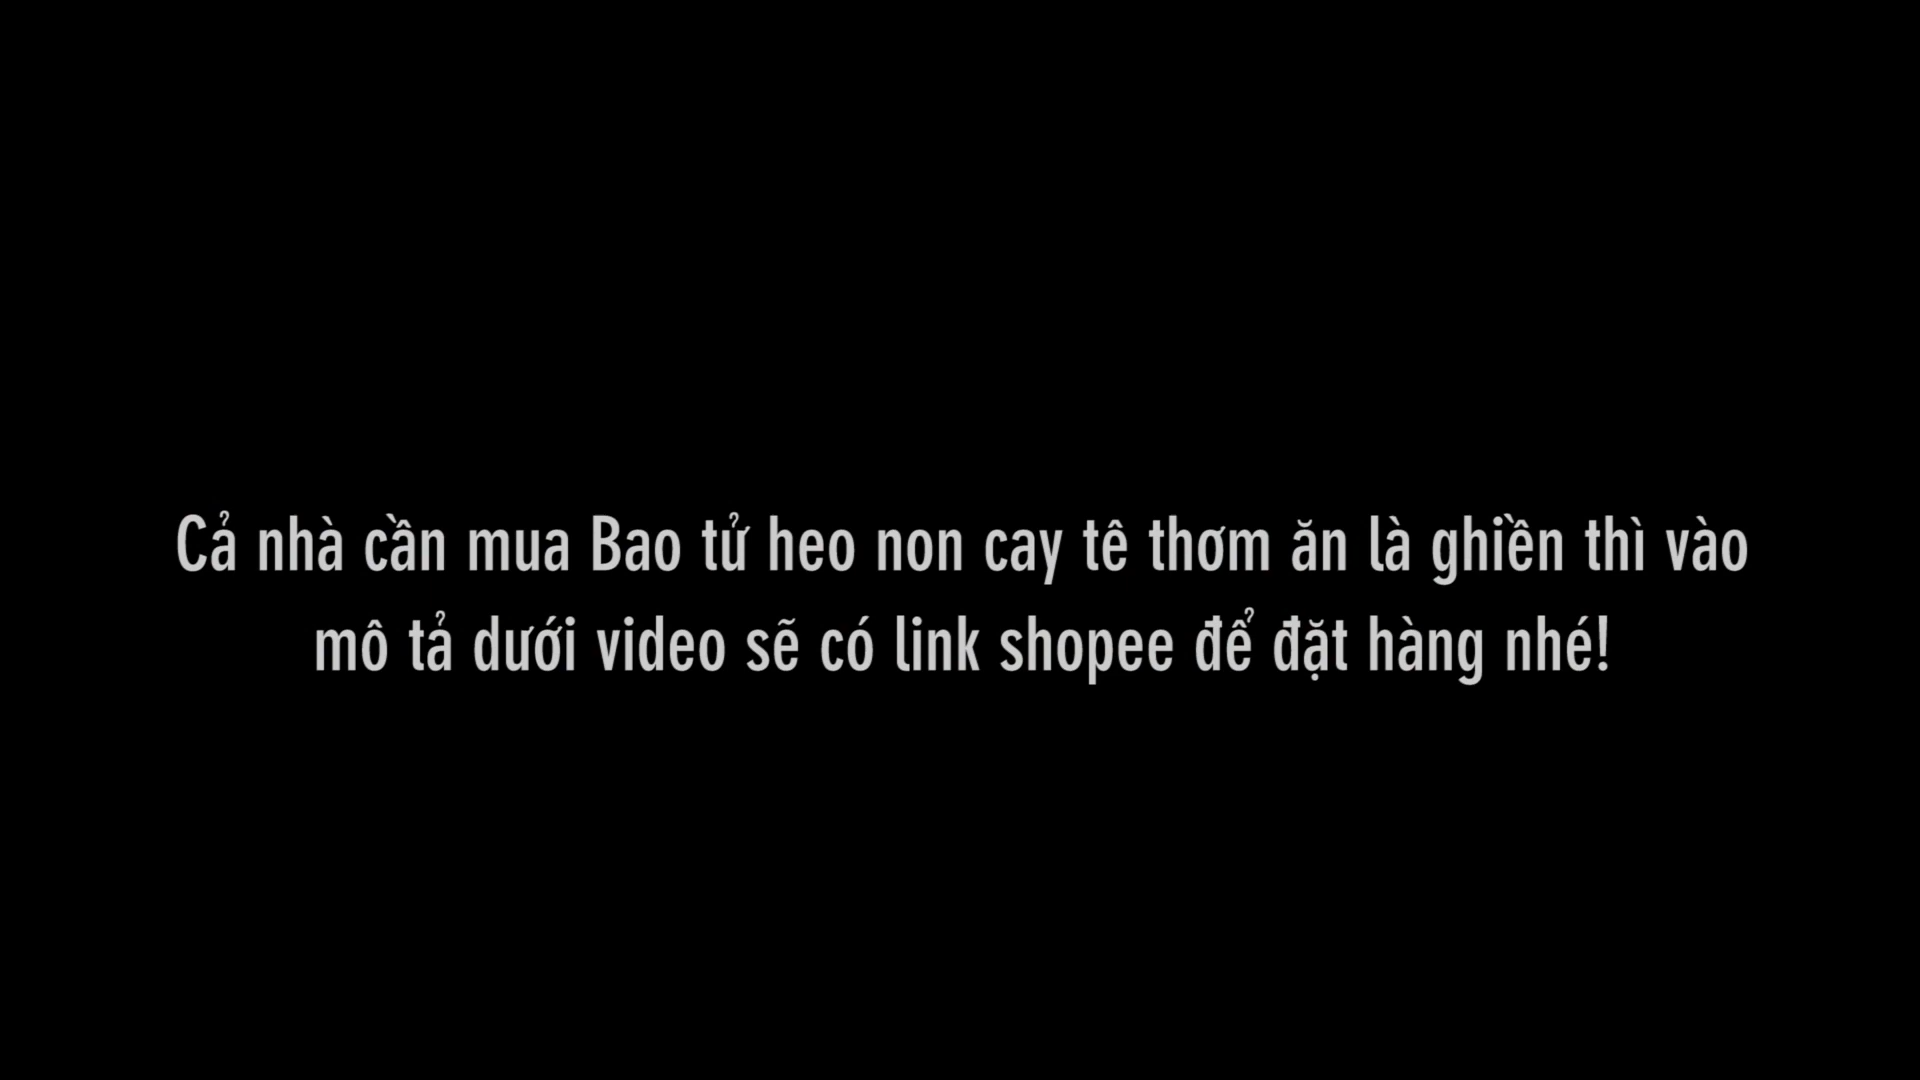 Cả nhà cần mua Bao tử heo non cay tê thơm ăn là ghiền thì vào
mô tả dưới video sẽ có link shopee để đặt hàng nhé!